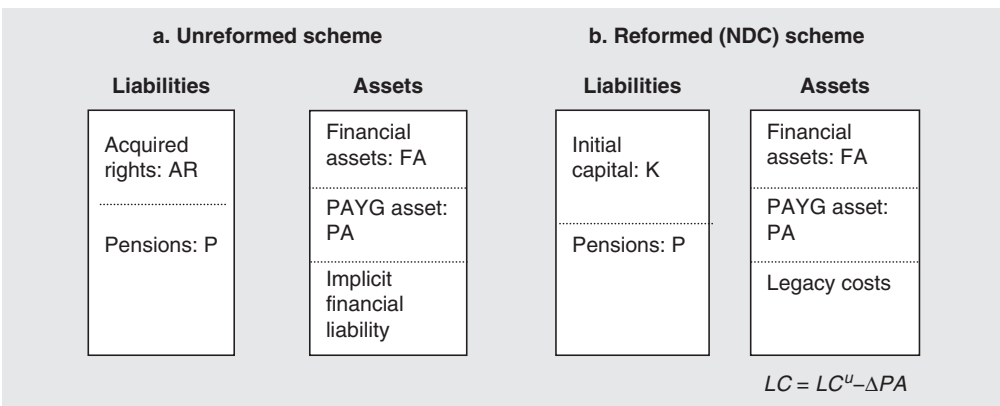 a. Unreformed scheme
Liabilities
Assets
Acquired
rights: AR
Pensions: P
Financial
assets: FA
PAYG asset:
PA
Implicit
financial
liability
b. Reformed (NDC) scheme
Liabilities
Assets
Initial
capital: K
Pensions: P
Financial
assets: FA
PAYG asset:
PA
Legacy costs
LC = LCᵘ–ΔPA